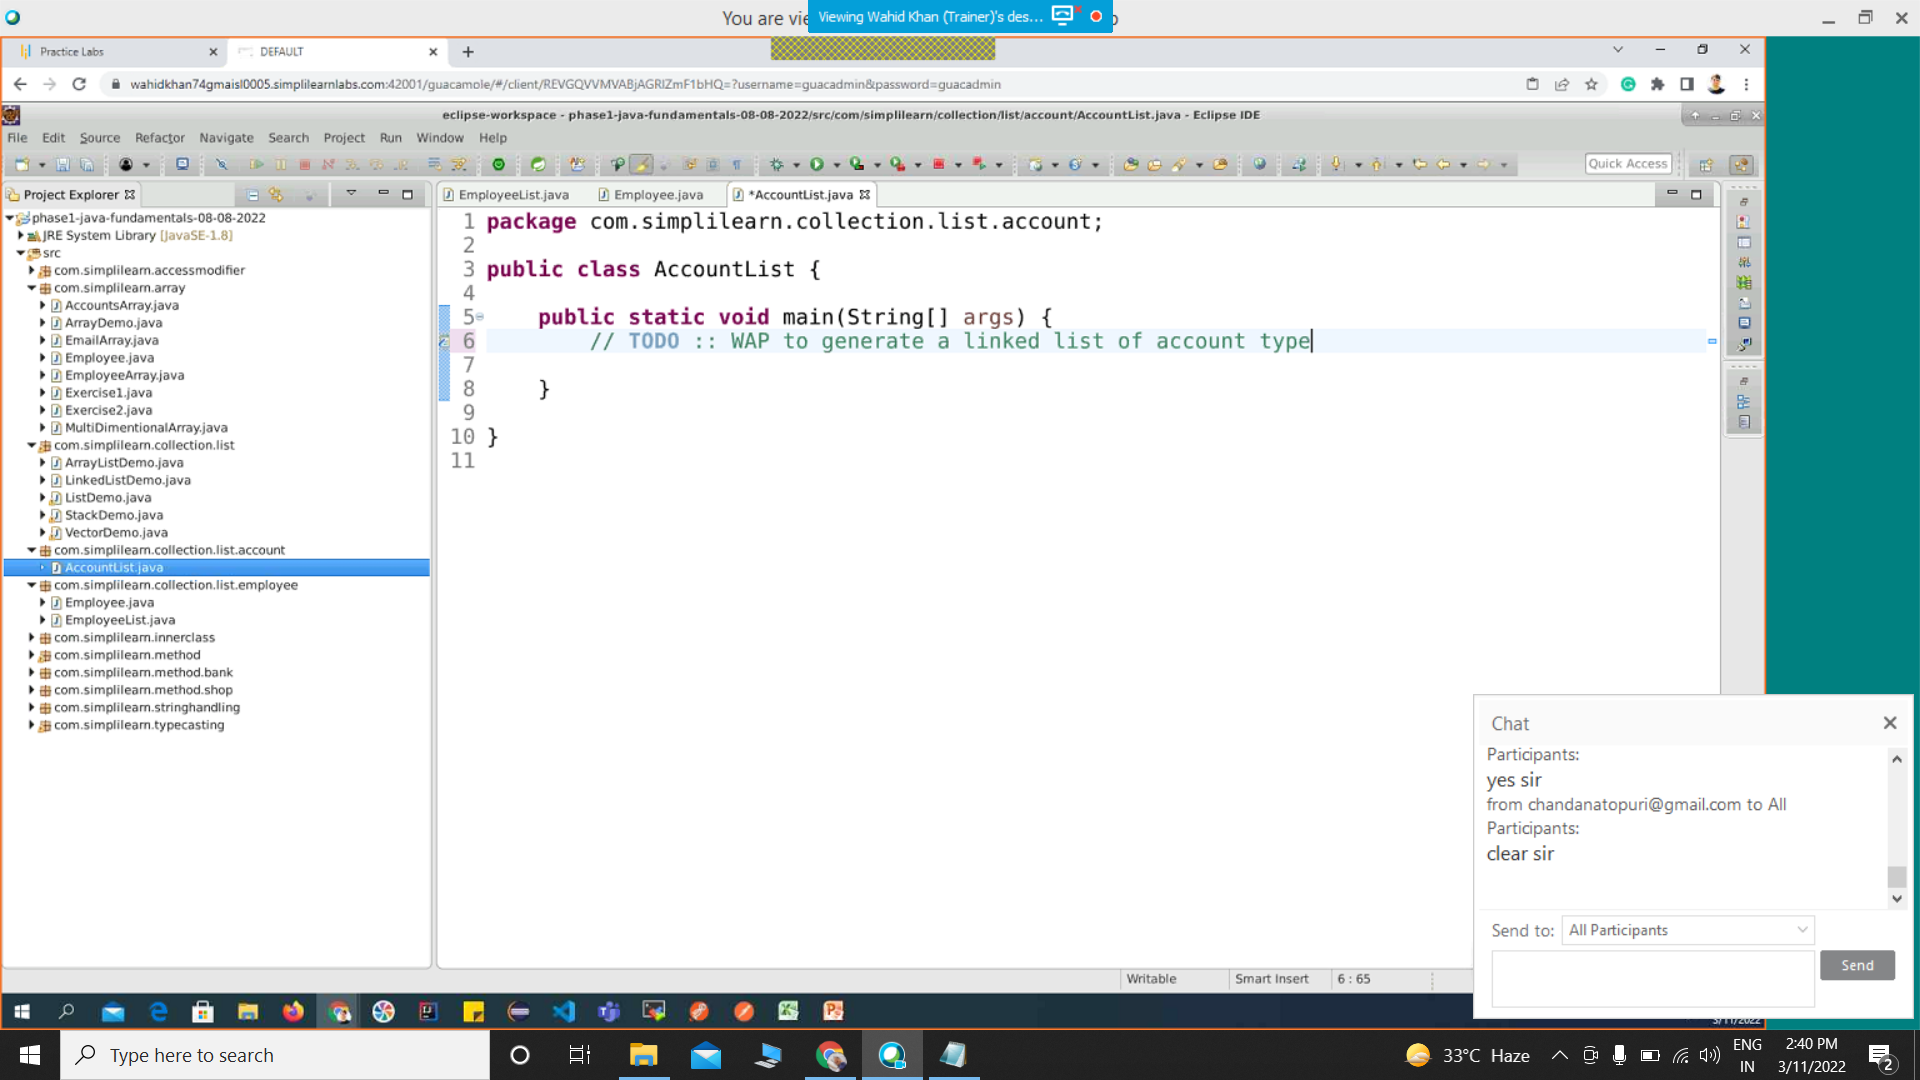 You are vie
Viewing Wahid Khan (Trainer)'s des...
Practice Labs
DEFAULT
wahidkhan74gmaisl0005.simplilearnlabs.com:42001/guacamole/#/client/REVGQVVMVABjAGRIZmF1bHQ=?username=guacadmin&password=guacadmin
eclipse-workspace - phase1-java-fundamentals-08-08-2022/src/com/simplilearn/collection/list/account/AccountList.java - Eclipse IDE
File Edit Source Refactor Navigate Search Project Run Window Help
Quick Access
Project Explorer
EmployeeList.java
Employee.java
*AccountList.java
phase1-java-fundamentals-08-08-2022
JRE System Library [JavaSE-1.8]
src
com.simplilearn.accessmodifier
com.simplilearn.array
AccountsArray.java
ArrayDemo.java
EmailArray.java
Employee.java
EmployeeArray.java
Exercise1.java
Exercise2.java
MultiDimentionalArray.java
com.simplilearn.collection.list
ArrayListDemo.java
LinkedListDemo.java
ListDemo.java
StackDemo.java
VectorDemo.java
com.simplilearn.collection.list.account
AccountList.java
com.simplilearn.collection.list.employee
Employee.java
EmployeeList.java
com.simplilearn.innerclass
com.simplilearn.method
com.simplilearn.method.bank
com.simplilearn.method.shop
com.simplilearn.stringhandling
com.simplilearn.typecasting
1 package com.simplilearn.collection.list.account;
2
3 public class AccountList {
4
5 public static void main(String[] args) {
6 // TODO :: WAP to generate a linked list of account type
7
8 }
9
10 }
11
Chat
Participants:
yes sir
from chandanatopuri@gmail.com to All
Participants:
clear sir
Send to: All Participants
Send
Writable
Smart Insert
6 : 65
3/11/2022
Type here to search
33°C Haze
ENG
IN
2:40 PM
3/11/2022
2